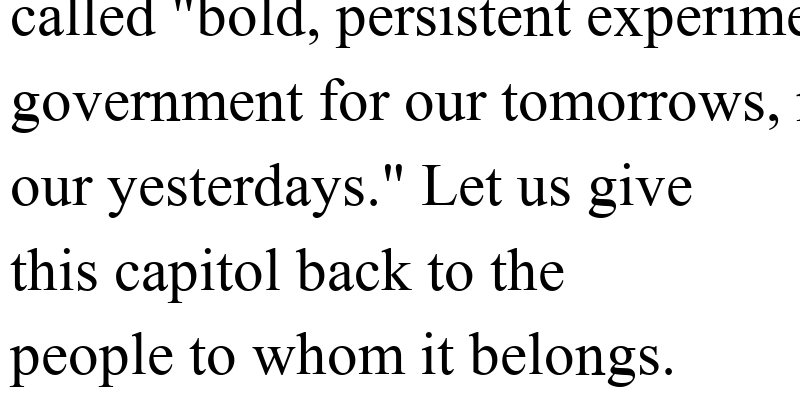 called "bold, persistent
government for our tomorrows,
our yesterdays." Let us give
this capitol back to the
people to whom it belongs.